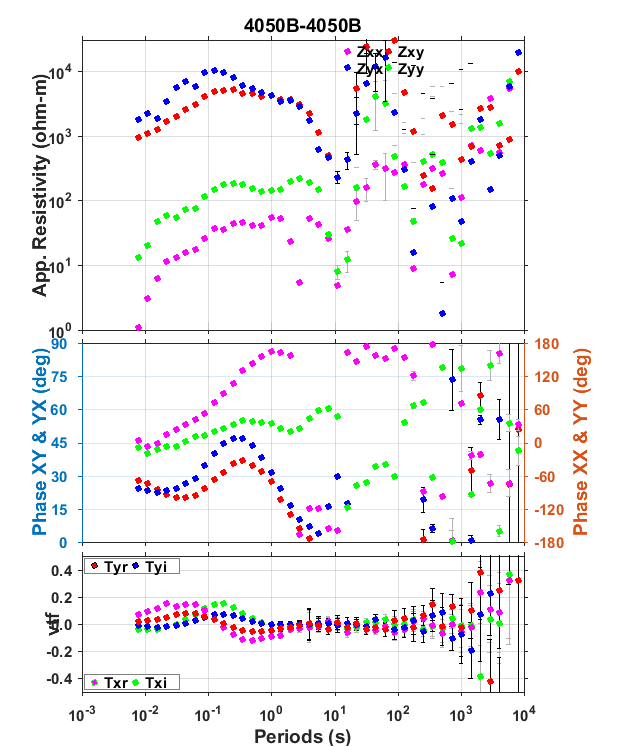 4050B-4050B
Zxx Zxy
Zyx Zyy
10^4
10^3
10^2
10^1
10^0
App. Resistivity (ohm-m)
90
75
60
45
30
15
0
Phase XY & YX (deg)
180
120
60
0
-60
-120
-180
Phase XX & YY (deg)
0.4
0.2
0.0
-0.2
-0.4
vtf
Tyr Tyi
Txr Txi
10^-3 10^-2 10^-1 10^0 10^1 10^2 10^3 10^4
Periods (s)